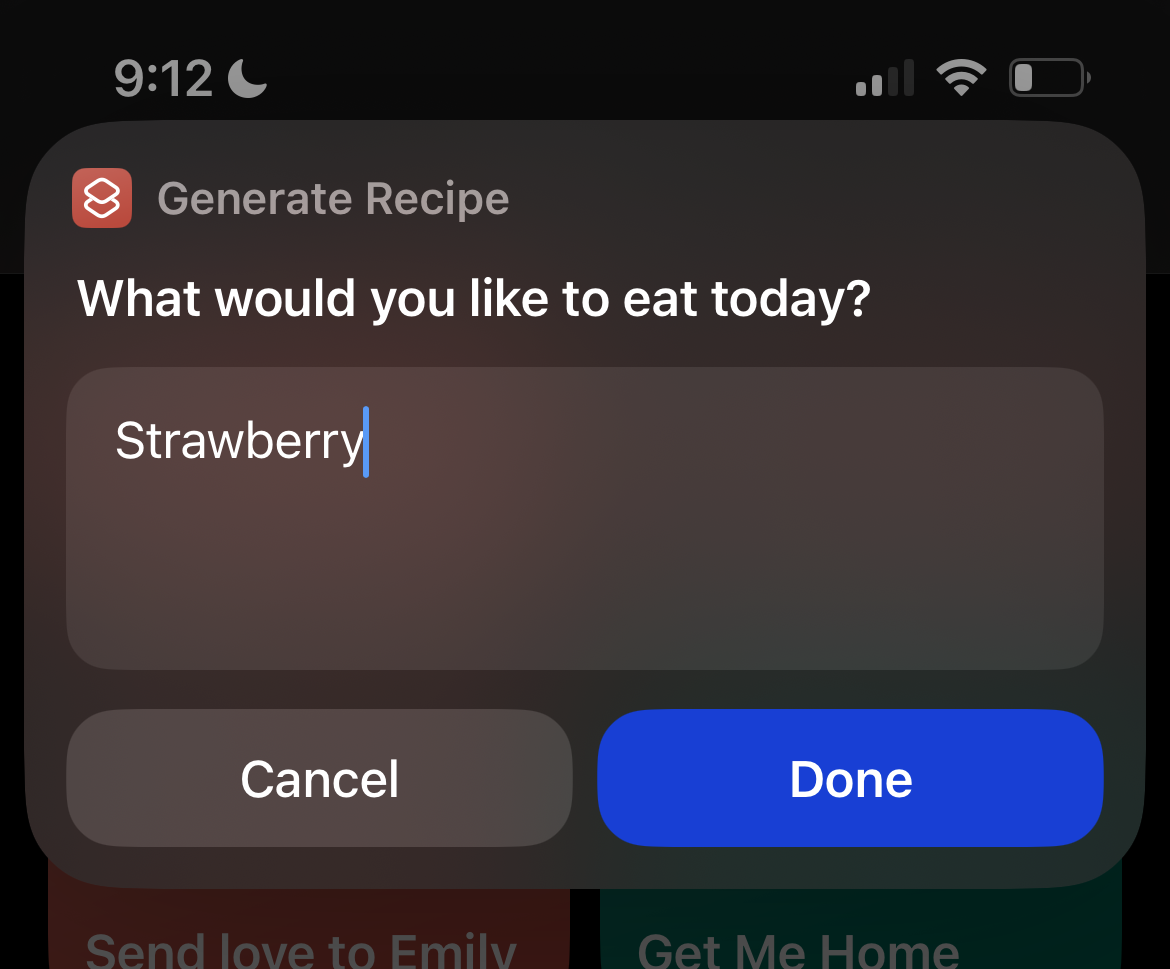 9:12
Generate Recipe
What would you like to eat today?
Strawberry
Cancel
Done
Send love to Emily
Get Me Home